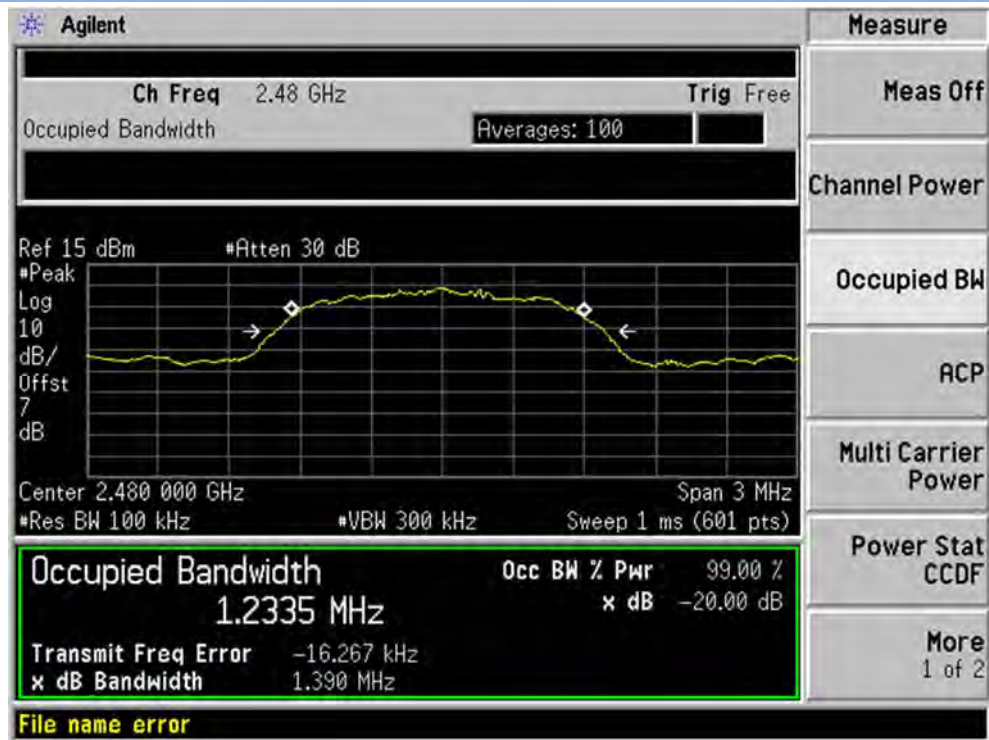 Agilent
Measure
Ch Freq 2.48 GHz Trig Free
Occupied Bandwidth Averages: 100
Ref 15 dBm #Atten 30 dB
#Peak
Log
10
dB/
Offst
7
dB
Center 2.480 000 GHz Span 3 MHz
#Res BW 100 kHz #VBW 300 kHz Sweep 1 ms (601 pts)
Occupied Bandwidth Occ BW % Pwr 99.00 %
1.2335 MHz x dB -20.00 dB
Transmit Freq Error -16.267 kHz
x dB Bandwidth 1.390 MHz
File name error
Meas Off
Channel Power
Occupied BW
ACP
Multi Carrier
Power
Power Stat
CCDF
More
1 of 2